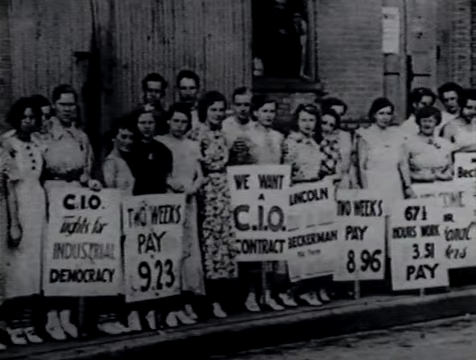 C.I.O.
fights for
INDUSTRIAL
DEMOCRACY
TWO WEEKS
PAY
9.23
WE WANT
A
C.I.O.
CONTRACT
LINCOLN
BECKERMAN
TWO WEEKS
PAY
8.96
67½
HOURS WORK
3.51
PAY